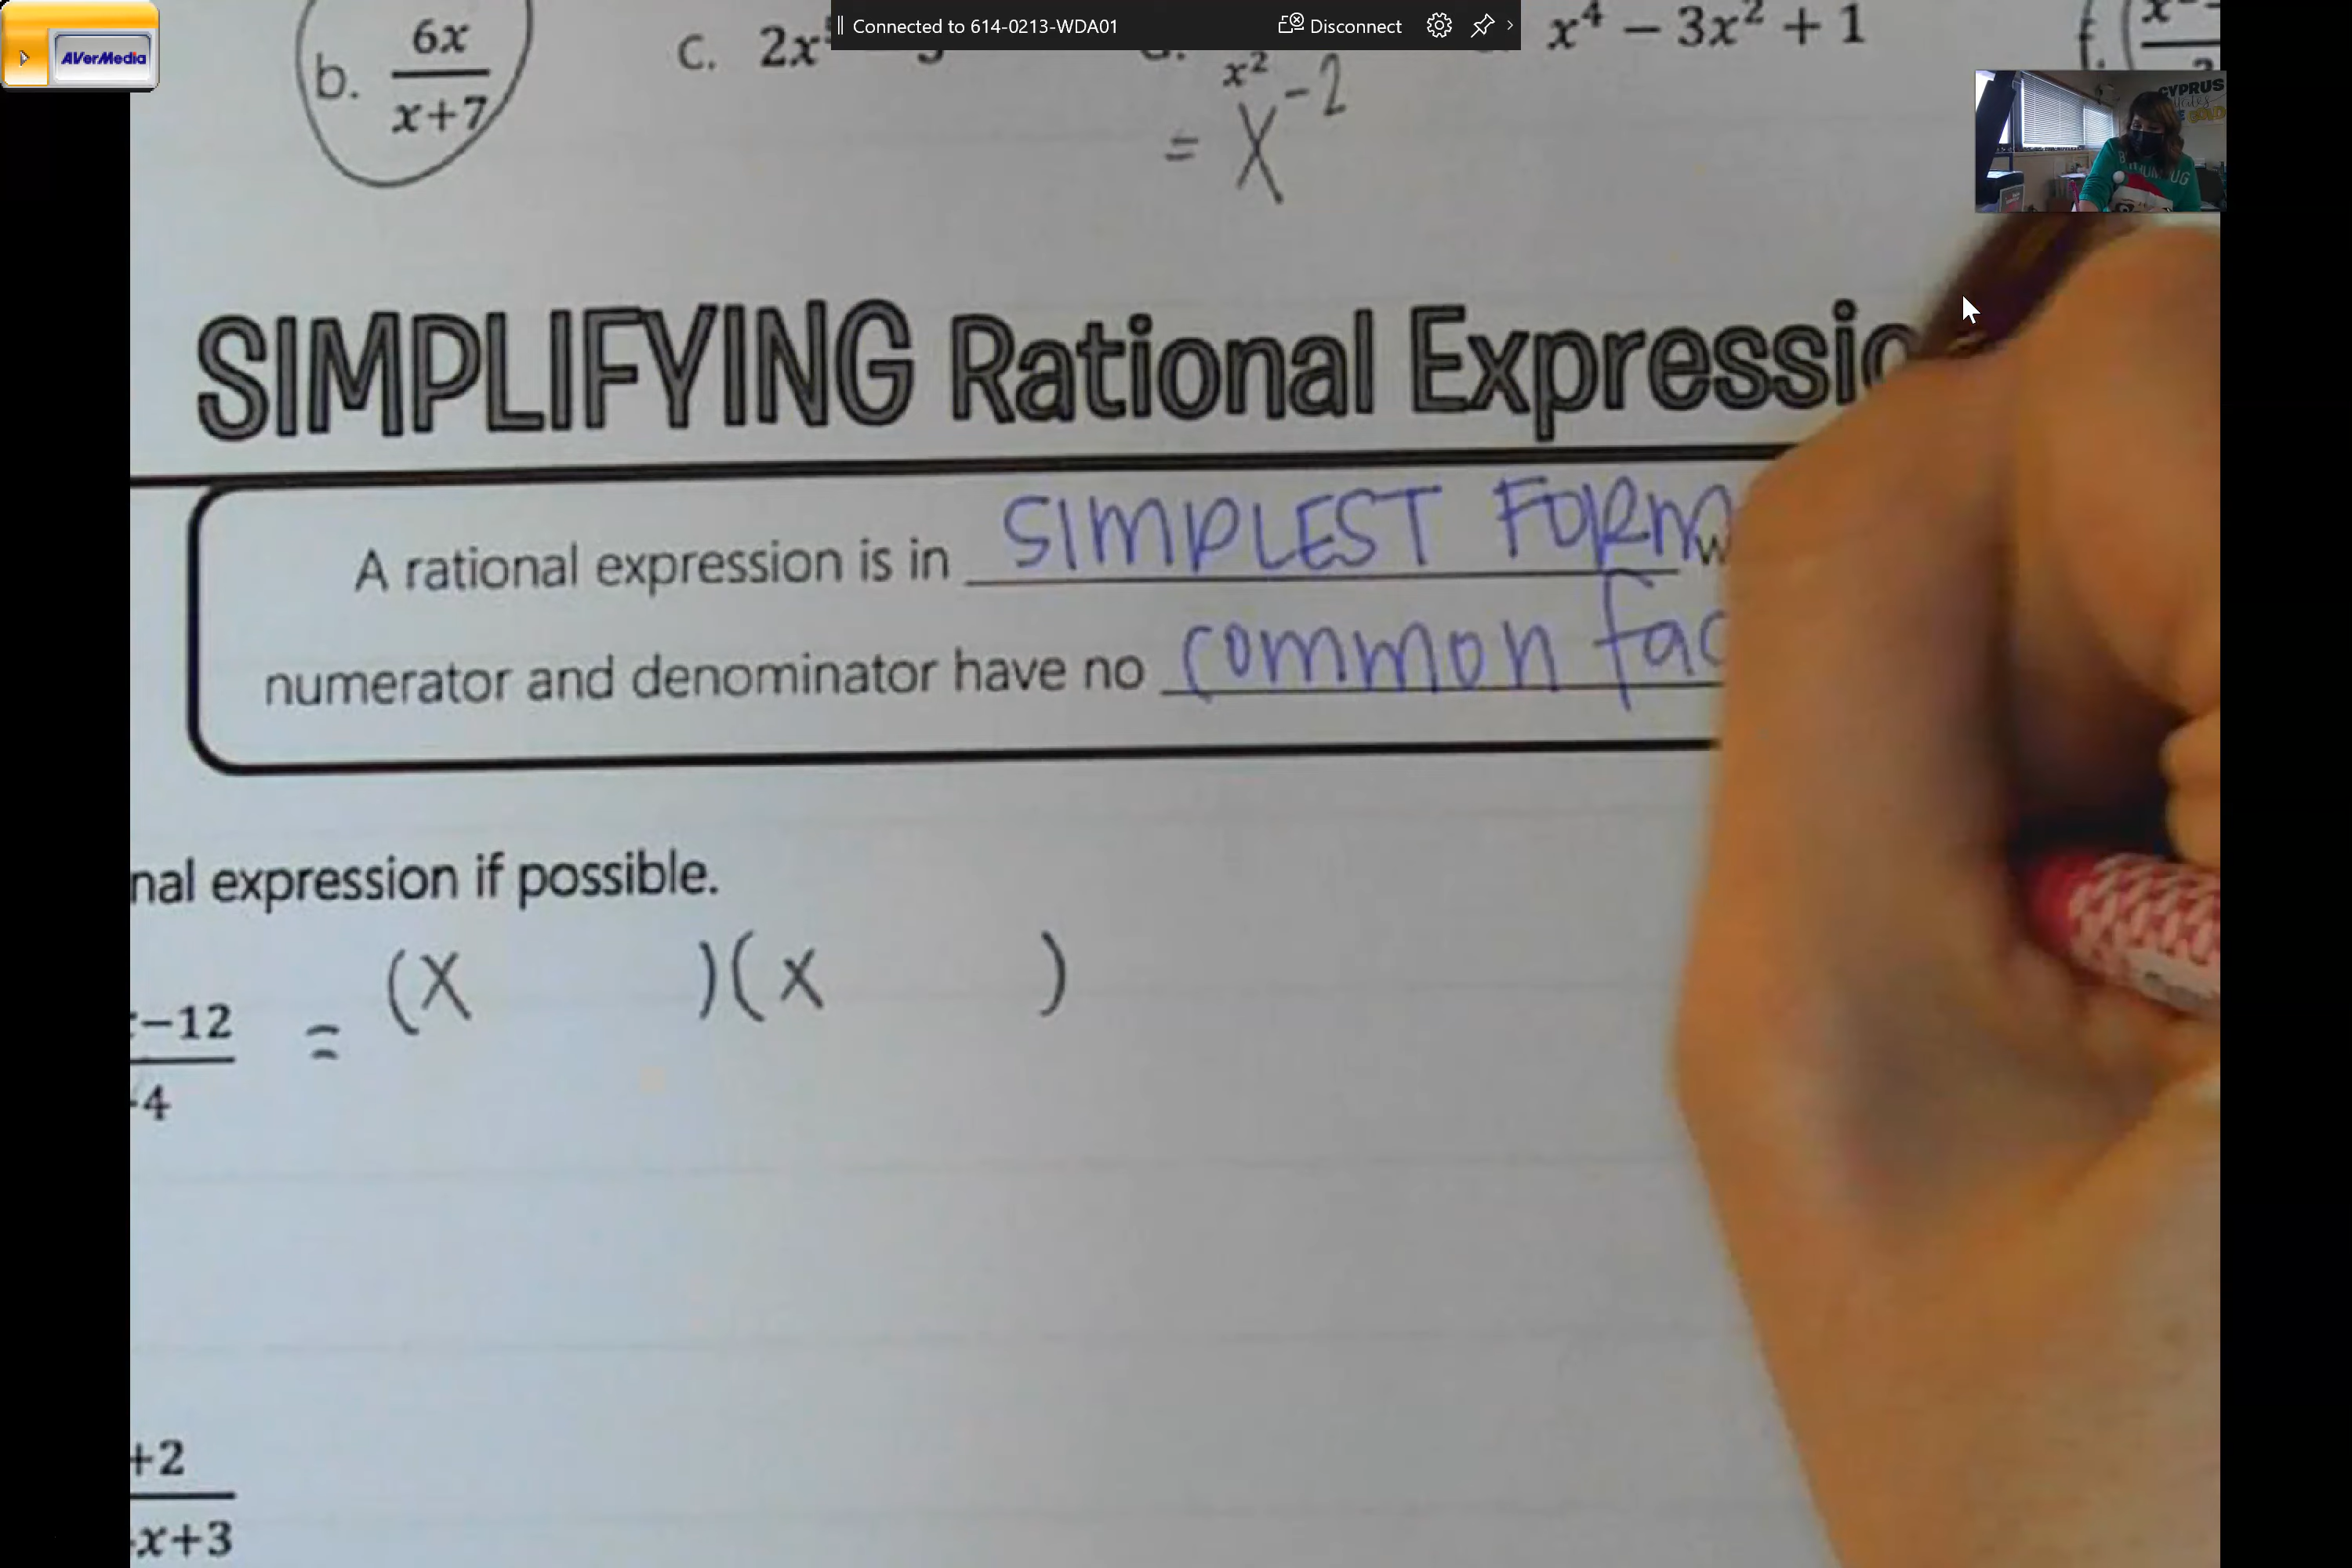 AVerMedia
Connected to 614-0213-WDA01 Disconnect
b. 6x
x+7
c. 2x
x²
= x⁻²
x⁴ − 3x² + 1
f.
CYPRUS
SIMPLIFYING Rational Expressio
A rational expression is in SIMPLEST FORM w
numerator and denominator have no common fac
nal expression if possible.
−12
4
= (x )(x )
+2
x+3